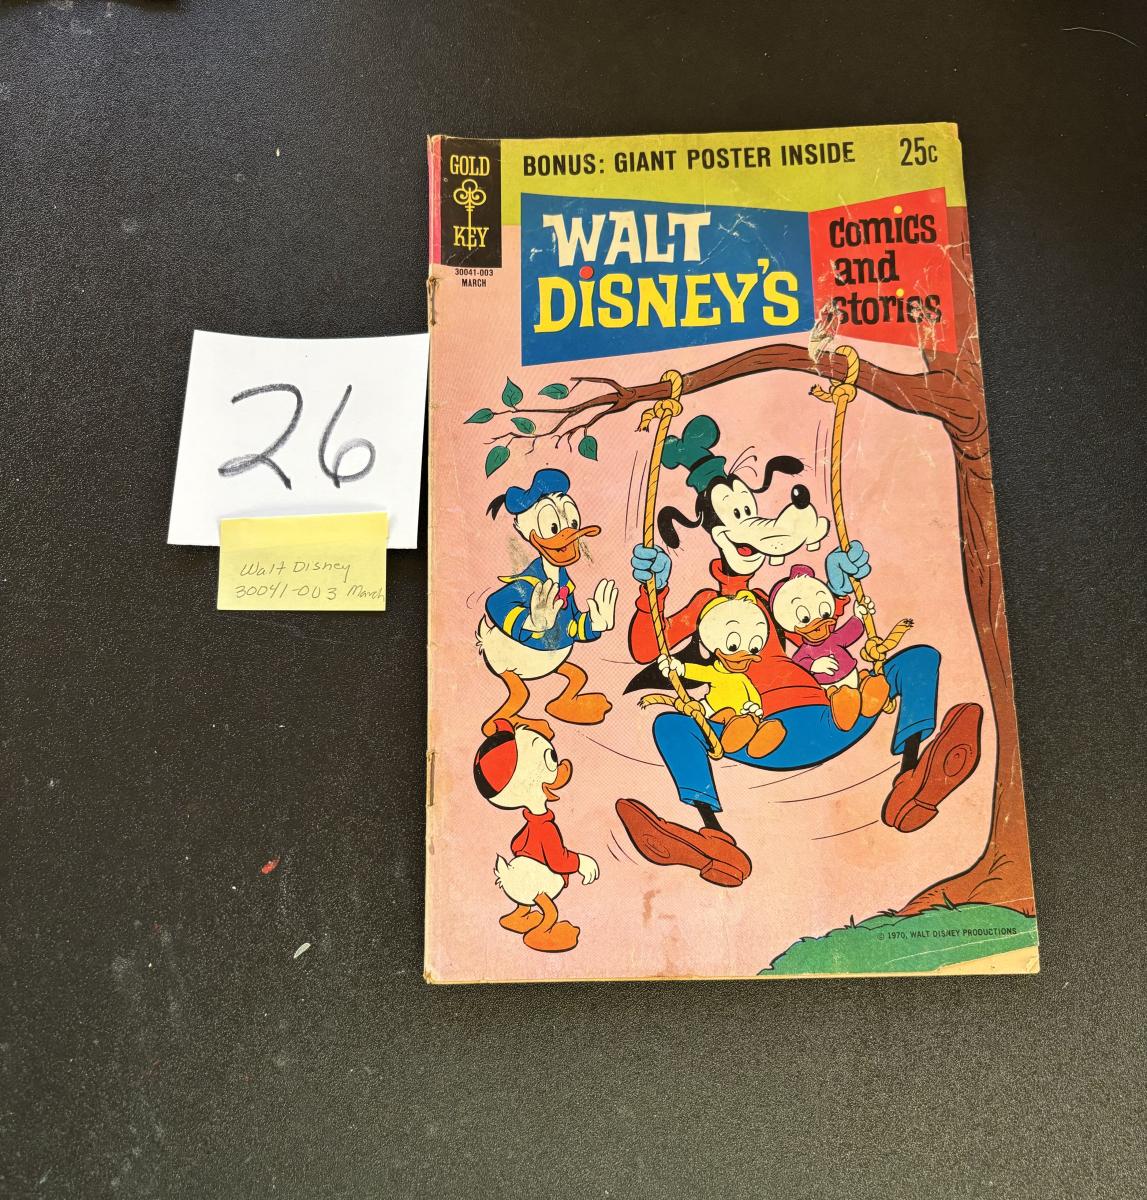 GOLD
KEY
30041-003
MARCH
BONUS: GIANT POSTER INSIDE
25c
WALT
DISNEY'S
comics
and
stories
26
Walt Disney
30041-003 March
© 1970, WALT DISNEY PRODUCTIONS